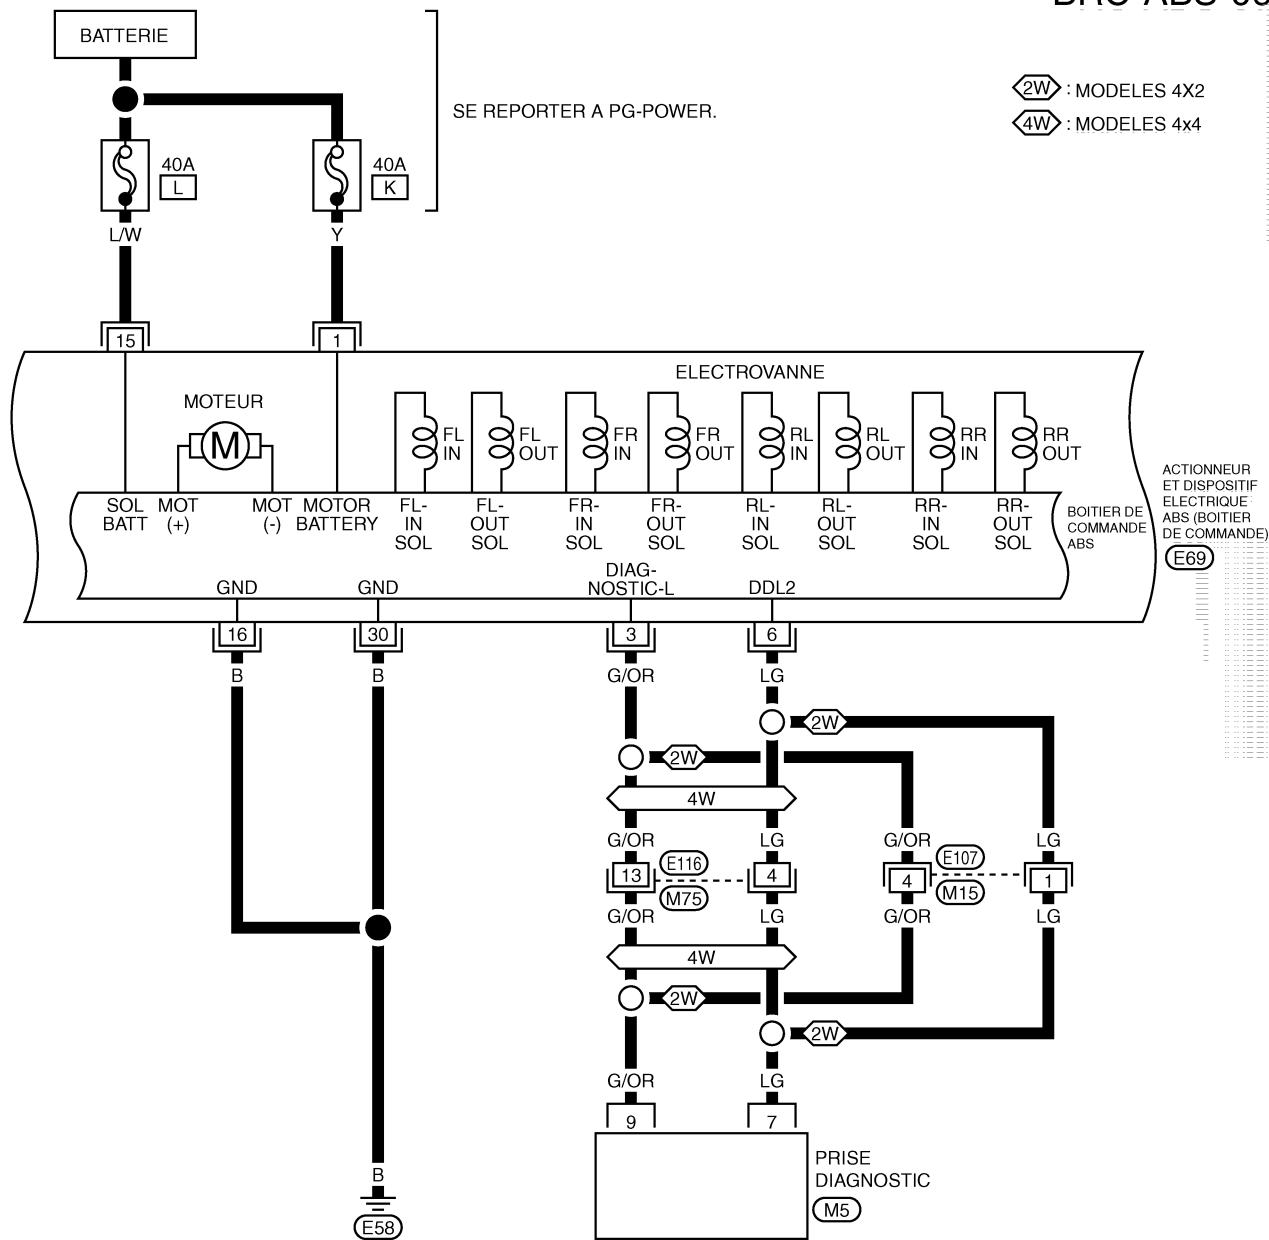 BATTERIE
SE REPORTER A PG-POWER.
2W : MODELES 4X2
4W : MODELES 4x4
40A
L
40A
K
L/W
Y
15
1
ELECTROVANNE
MOTEUR
M
FL
IN
FL
OUT
FR
IN
FR
OUT
RL
IN
RL
OUT
RR
IN
RR
OUT
SOL
BATT
MOT
(+)
MOT
(-)
MOTOR
BATTERY
FL-
IN
SOL
FL-
OUT
SOL
FR-
IN
SOL
FR-
OUT
SOL
RL-
IN
SOL
RL-
OUT
SOL
RR-
IN
SOL
RR-
OUT
SOL
BOITIER DE
COMMANDE
ABS
ACTIONNEUR
ET DISPOSITIF
ELECTRIQUE
ABS (BOITIER
DE COMMANDE)
E69
GND
GND
DIAG-
NOSTIC-L
DDL2
16
30
3
6
B
B
G/OR
LG
2W
2W
4W
G/OR
LG
G/OR
LG
13
E116
M75
4
4
E107
M15
1
G/OR
LG
G/OR
LG
4W
2W
2W
G/OR
LG
9
7
PRISE
DIAGNOSTIC
M5
B
E58